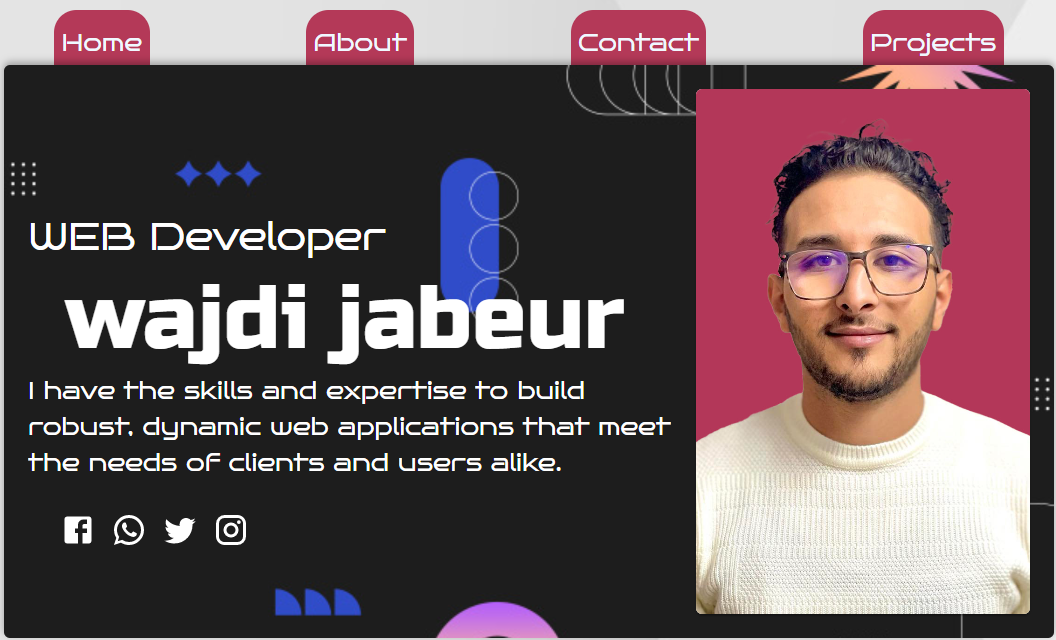 Home
About
Contact
Projects
WEB Developer
wajdi jabeur
I have the skills and expertise to build
robust, dynamic web applications that meet
the needs of clients and users alike.